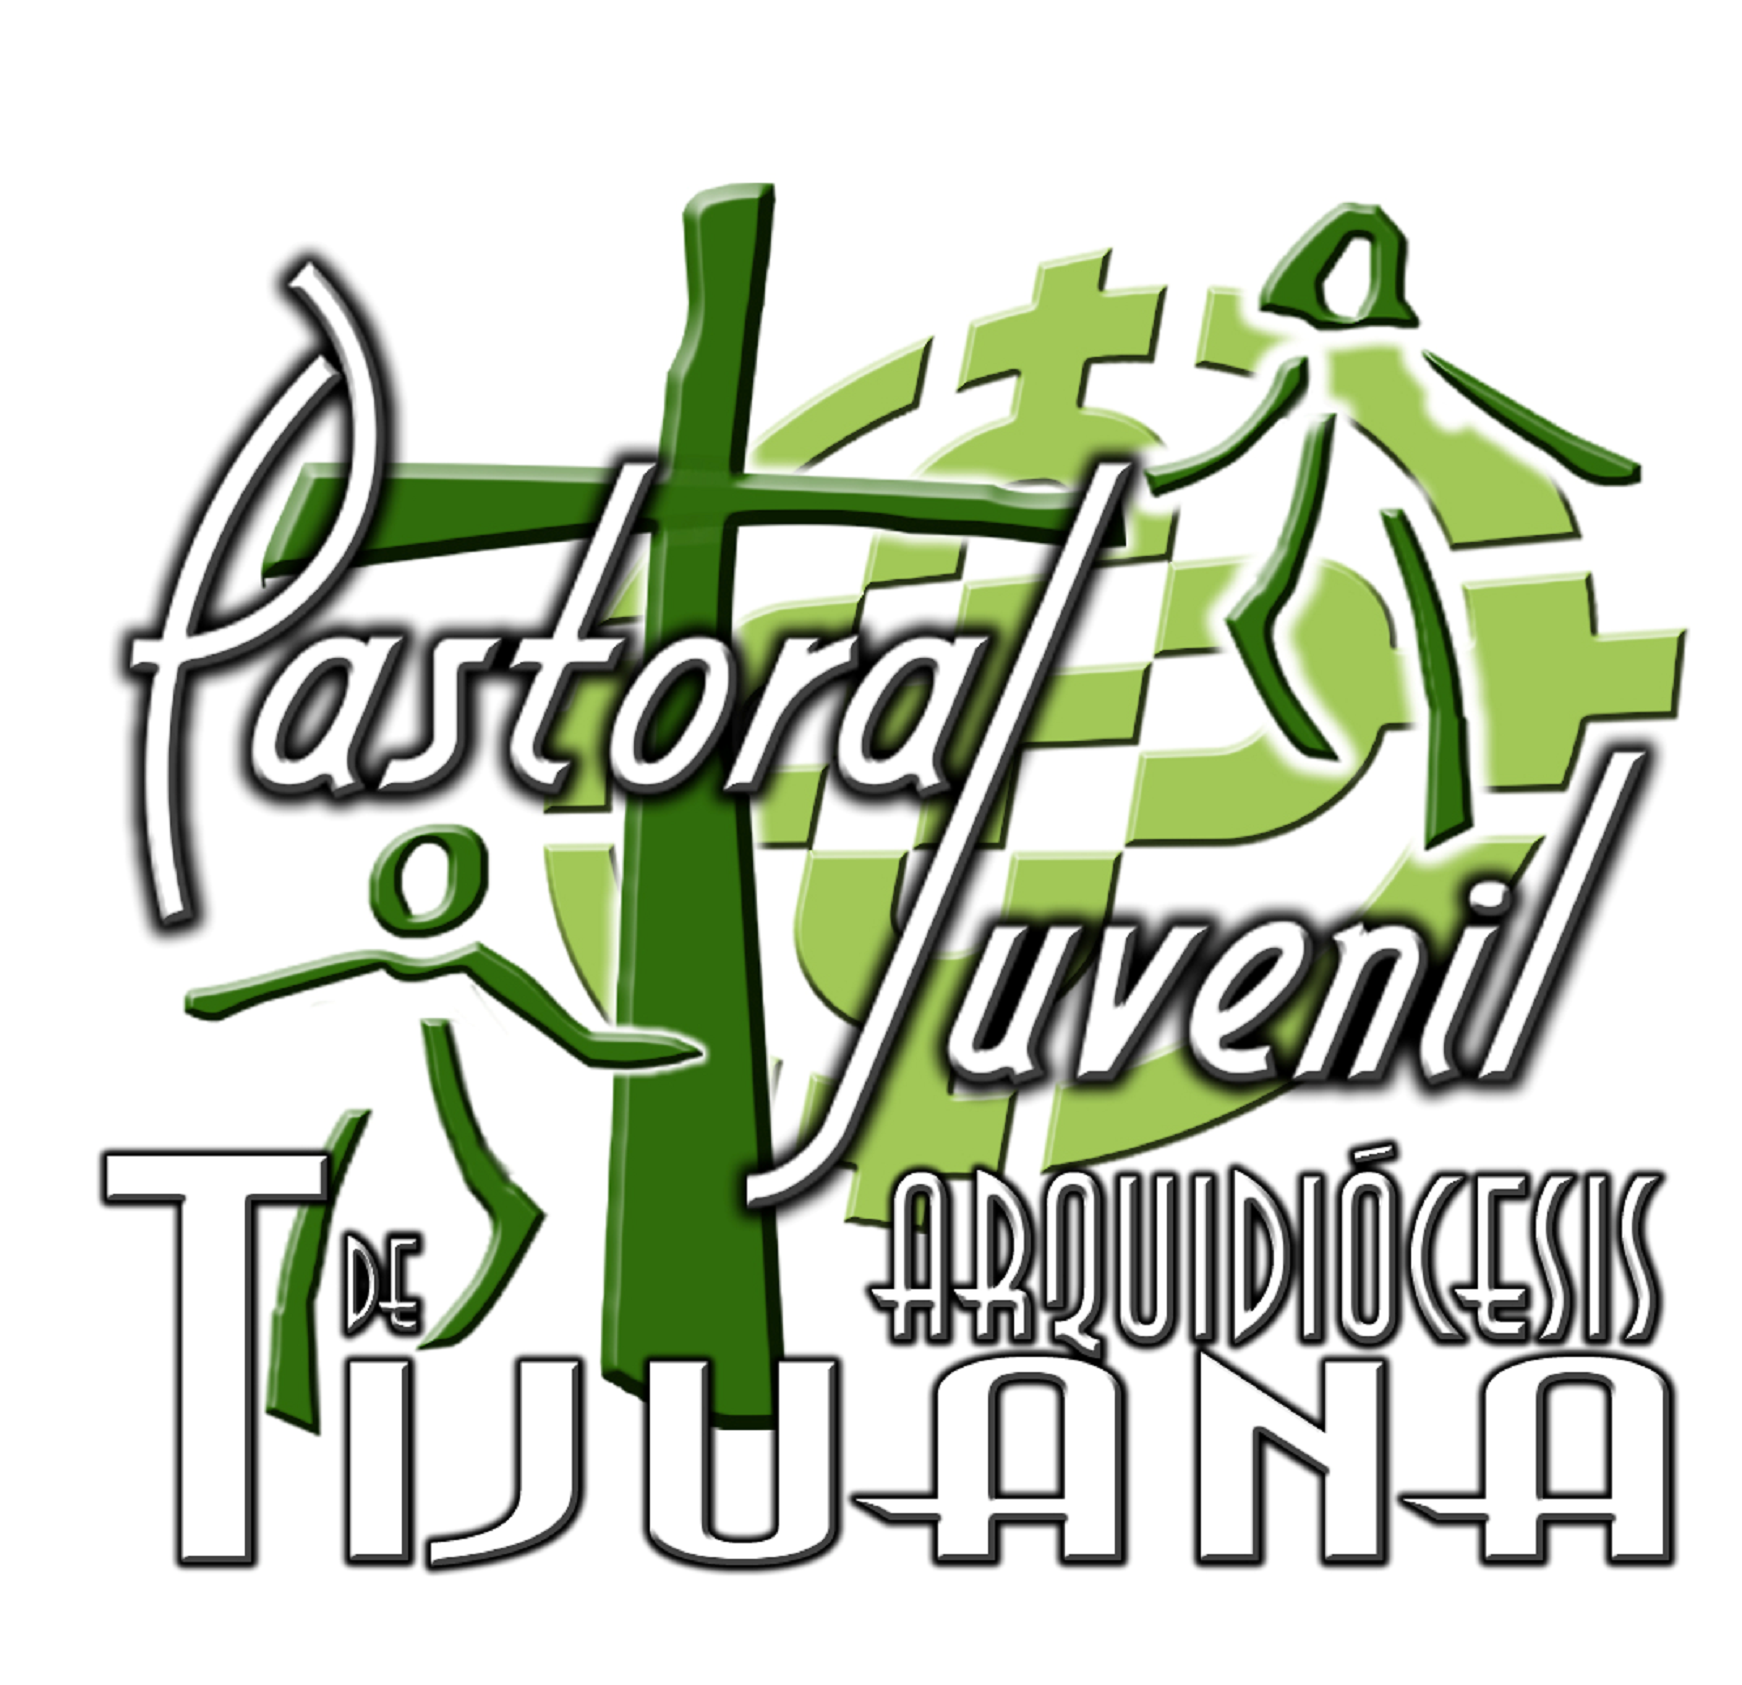 Pastoral
Juvenil
ARQUIDIÓCESIS
DE
TIJUANA